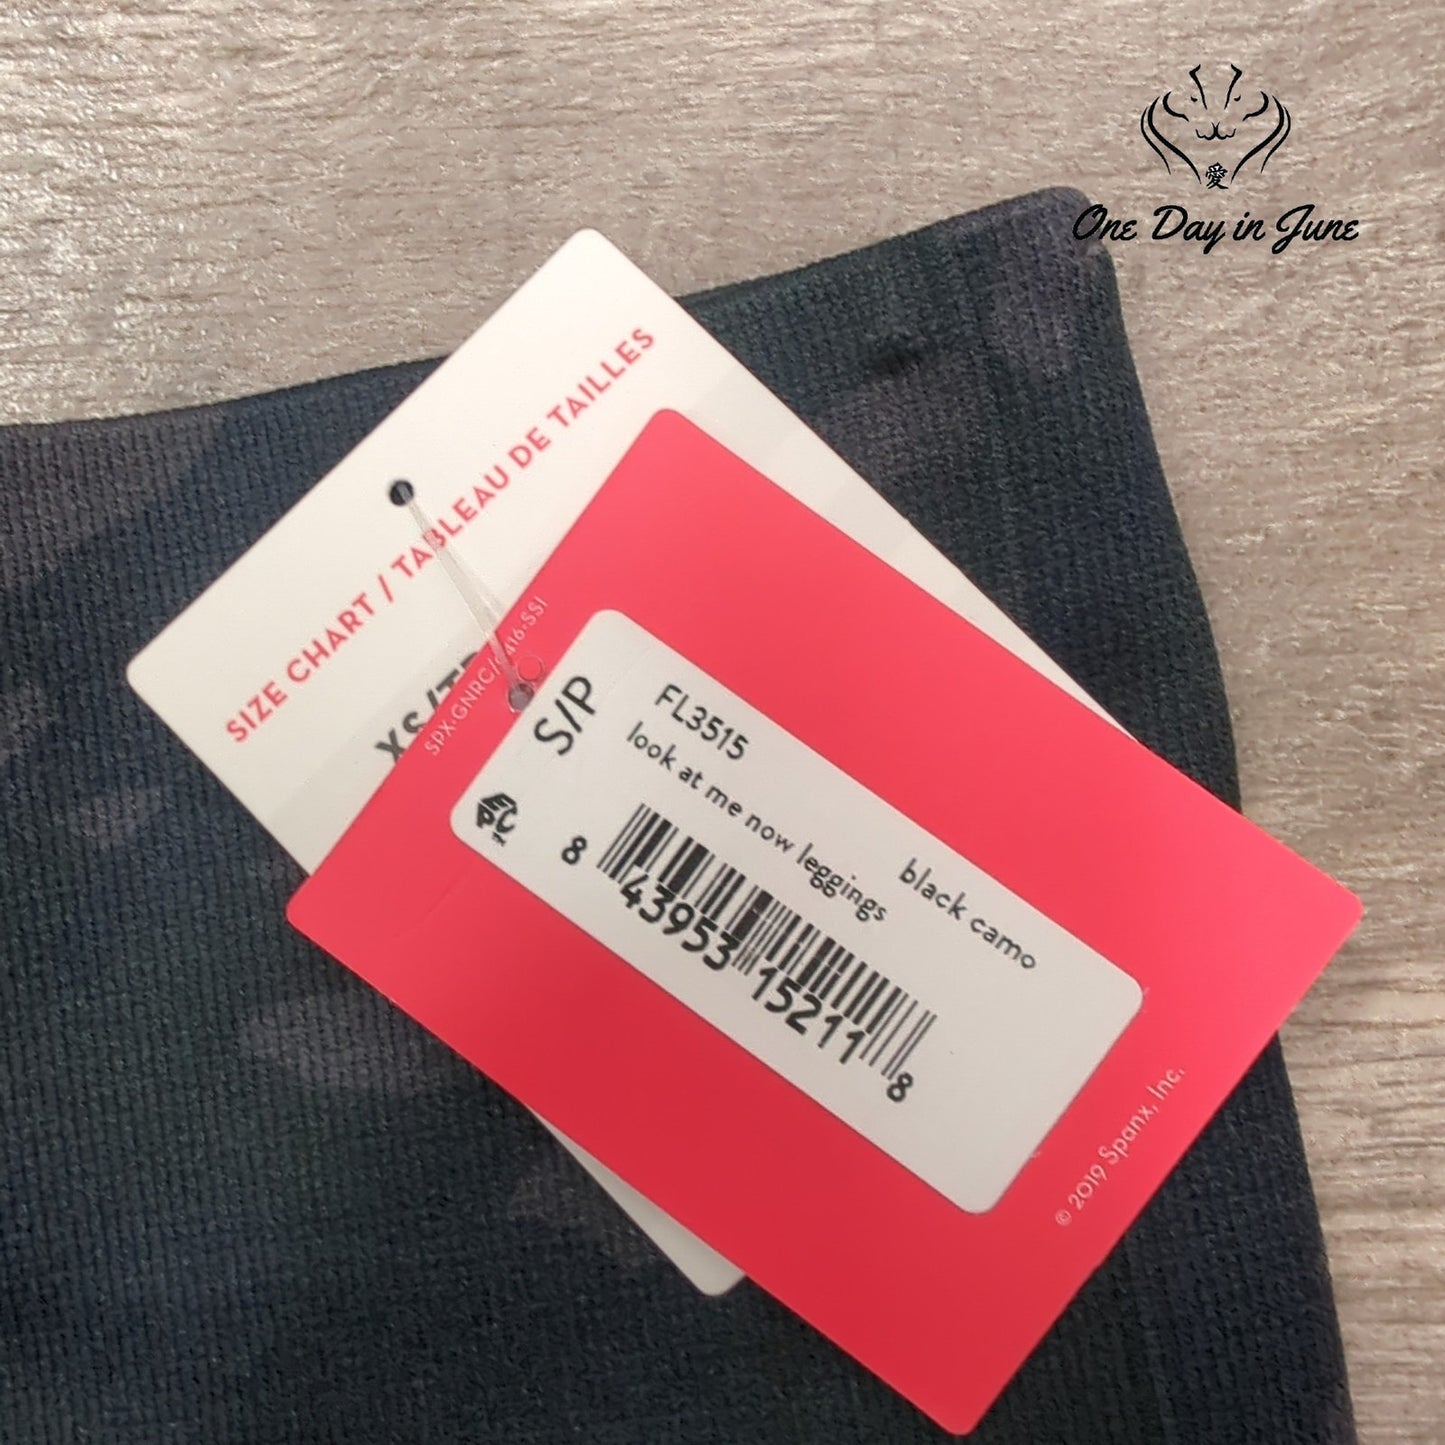 愛
One Day in June
SIZE CHART / TABLEAU DE TAILLES
SPX-GNRC/0416-SSI
S/P
FL3515
look at me now leggings
black camo
8 43953 15211 8
© 2019 Spanx, Inc.